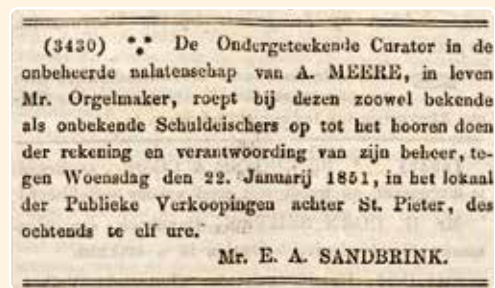 (3430) *⁎* De Ondergeteekende Curator in de
onbeheerde nalatenschap van A. MEERE, in leven
Mr. Orgelmaker, roept bij dezen zoowel bekende
als onbekende Schuldeischers op tot het hooren doen
der rekening en verantwoording van zijn beheer, te-
gen Woensdag den 22. Januarij 1851, in het lokaal
der Publieke Verkoopingen achter St. Pieter, des
ochtends te elf ure.
Mr. E. A. SANDBRINK.